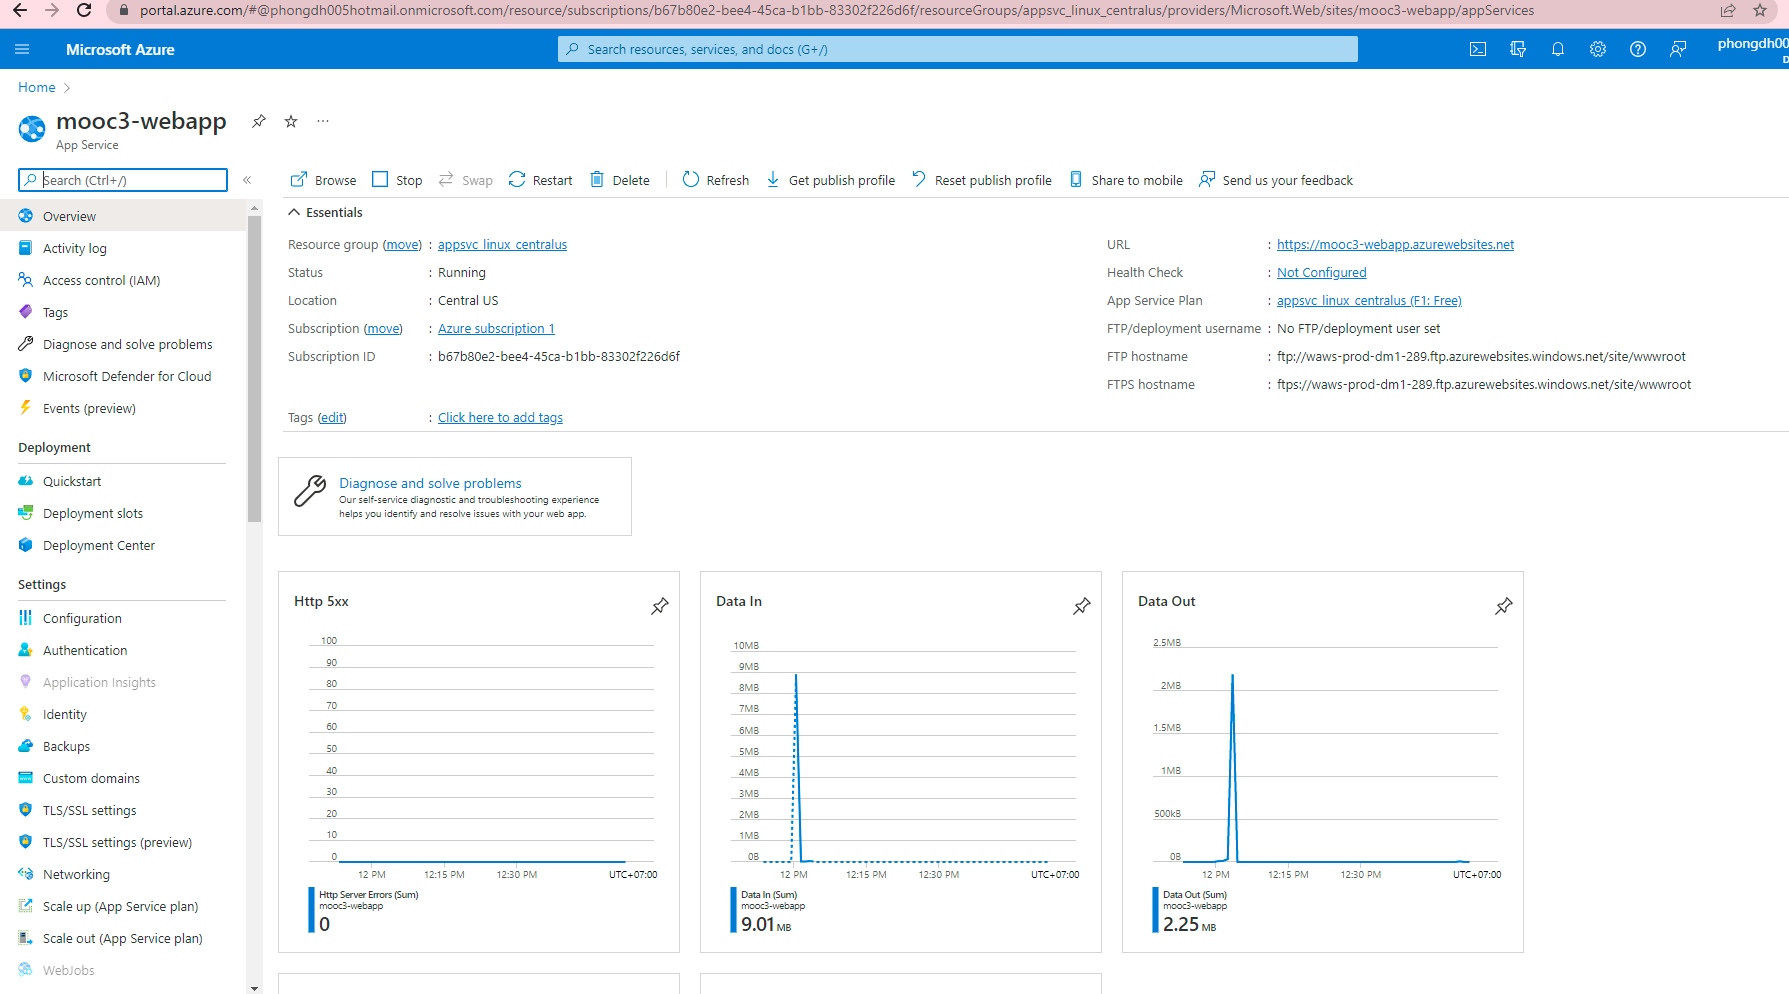 portal.azure.com/#@phongdh005hotmail.onmicrosoft.com/resource/subscriptions/b67b80e2-bee4-45ca-b1bb-83302f226d6f/resourceGroups/appsvc_linux_centralus/providers/Microsoft.Web/sites/mooc3-webapp/appServices
Microsoft Azure
Search resources, services, and docs (G+/)
phongdh00
Home
mooc3-webapp
App Service
Search (Ctrl+/)
Browse Stop Swap Restart Delete Refresh Get publish profile Reset publish profile Share to mobile Send us your feedback
Overview
Activity log
Access control (IAM)
Tags
Diagnose and solve problems
Microsoft Defender for Cloud
Events (preview)
Deployment
Quickstart
Deployment slots
Deployment Center
Settings
Configuration
Authentication
Application Insights
Identity
Backups
Custom domains
TLS/SSL settings
TLS/SSL settings (preview)
Networking
Scale up (App Service plan)
Scale out (App Service plan)
WebJobs
Essentials
Resource group (move) : appsvc_linux_centralus
Status : Running
Location : Central US
Subscription (move) : Azure subscription 1
Subscription ID : b67b80e2-bee4-45ca-b1bb-83302f226d6f
Tags (edit) : Click here to add tags
URL : https://mooc3-webapp.azurewebsites.net
Health Check : Not Configured
App Service Plan : appsvc_linux_centralus (F1: Free)
FTP/deployment username : No FTP/deployment user set
FTP hostname : ftp://waws-prod-dm1-289.ftp.azurewebsites.windows.net/site/wwwroot
FTPS hostname : ftps://waws-prod-dm1-289.ftp.azurewebsites.windows.net/site/wwwroot
Diagnose and solve problems
Our self-service diagnostic and troubleshooting experience
helps you identify and resolve issues with your web app.
Http 5xx
100
90
80
70
60
50
40
30
20
10
0
12 PM 12:15 PM 12:30 PM UTC+07:00
Http Server Errors (Sum)
mooc3-webapp
0
Data In
10MB
9MB
8MB
7MB
6MB
5MB
4MB
3MB
2MB
1MB
0B
12 PM 12:15 PM 12:30 PM UTC+07:00
Data In (Sum)
mooc3-webapp
9.01 MB
Data Out
2.5MB
2MB
1.5MB
1MB
500kB
0B
12 PM 12:15 PM 12:30 PM UTC+07:00
Data Out (Sum)
mooc3-webapp
2.25 MB